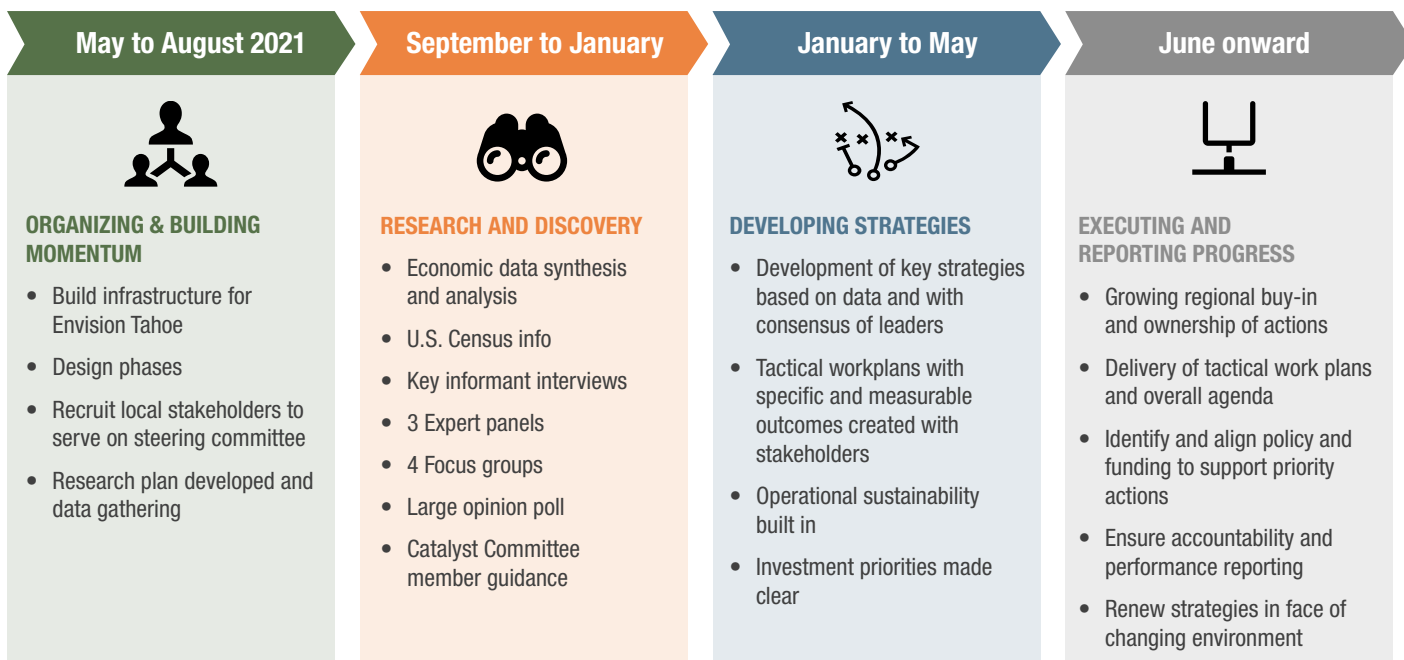 May to August 2021
ORGANIZING & BUILDING
MOMENTUM
• Build infrastructure for
Envision Tahoe
• Design phases
• Recruit local stakeholders to
serve on steering committee
• Research plan developed and
data gathering
September to January
RESEARCH AND DISCOVERY
• Economic data synthesis
and analysis
• U.S. Census info
• Key informant interviews
• 3 Expert panels
• 4 Focus groups
• Large opinion poll
• Catalyst Committee
member guidance
January to May
DEVELOPING STRATEGIES
• Development of key strategies
based on data and with
consensus of leaders
• Tactical workplans with
specific and measurable
outcomes created with
stakeholders
• Operational sustainability
built in
• Investment priorities made
clear
June onward
EXECUTING AND
REPORTING PROGRESS
• Growing regional buy-in
and ownership of actions
• Delivery of tactical work plans
and overall agenda
• Identify and align policy and
funding to support priority
actions
• Ensure accountability and
performance reporting
• Renew strategies in face of
changing environment